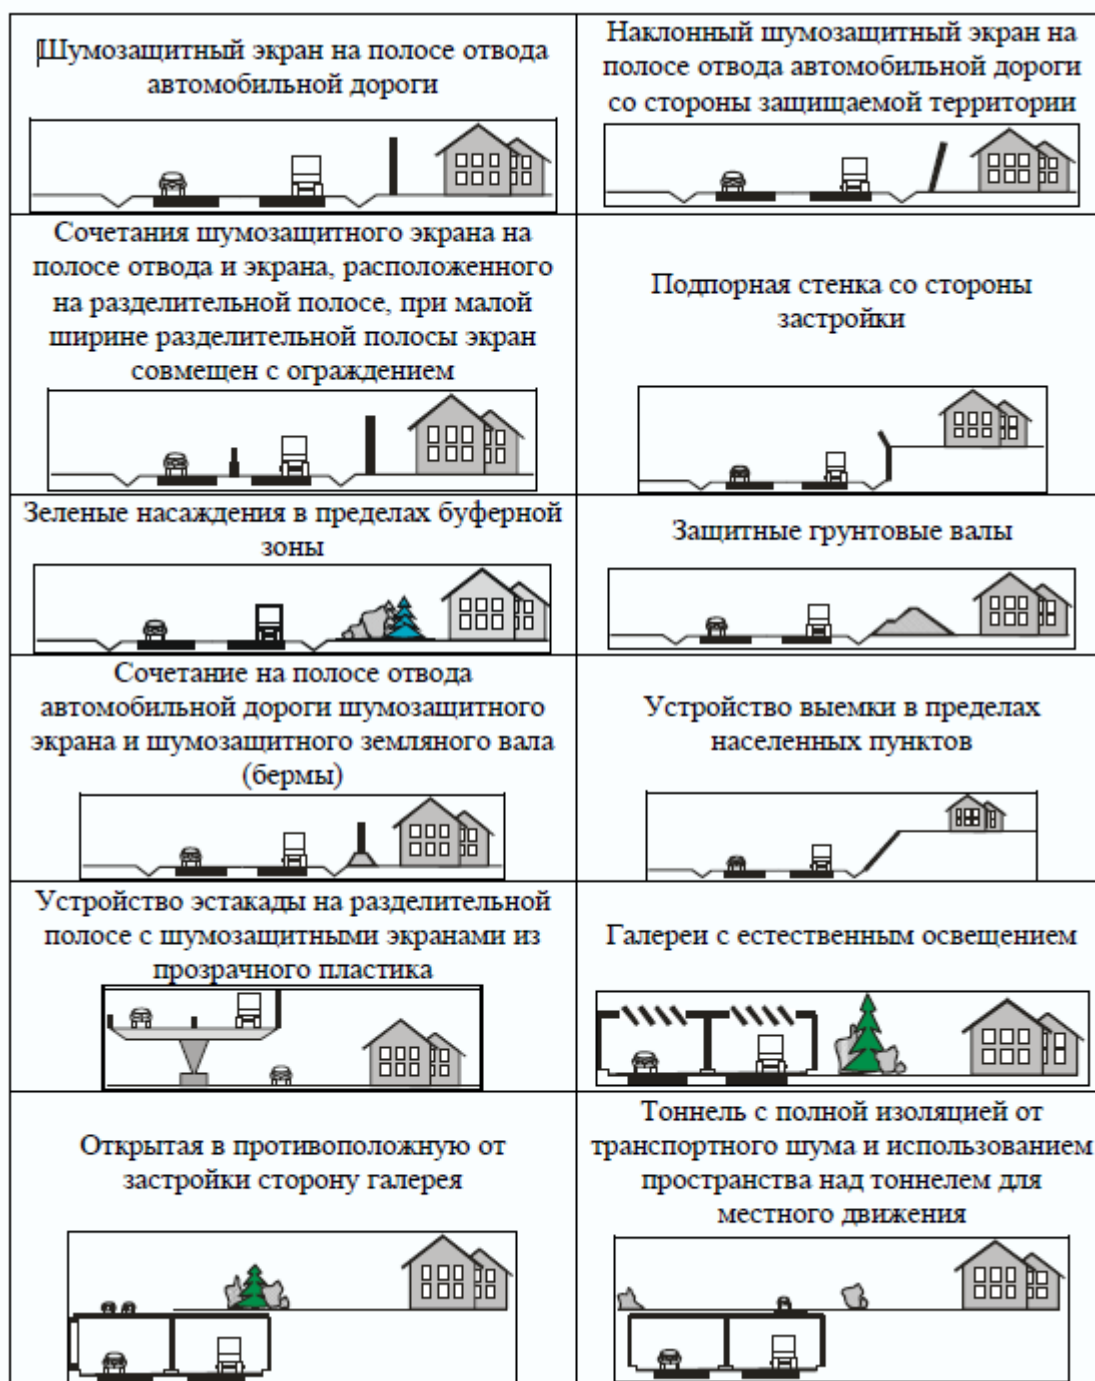 Шумозащитный экран на полосе отвода
автомобильной дороги
Наклонный шумозащитный экран на
полосе отвода автомобильной дороги
со стороны защищаемой территории
Сочетания шумозащитного экрана на
полосе отвода и экрана, расположенного
на разделительной полосе, при малой
ширине разделительной полосы экран
совмещен с ограждением
Подпорная стенка со стороны
застройки
Зеленые насаждения в пределах буферной
зоны
Защитные грунтовые валы
Сочетание на полосе отвода
автомобильной дороги шумозащитного
экрана и шумозащитного земляного вала
(бермы)
Устройство выемки в пределах
населенных пунктов
Устройство эстакады на разделительной
полосе с шумозащитными экранами из
прозрачного пластика
Галереи с естественным освещением
Открытая в противоположную от
застройки сторону галерея
Тоннель с полной изоляцией от
транспортного шума и использованием
пространства над тоннелем для
местного движения